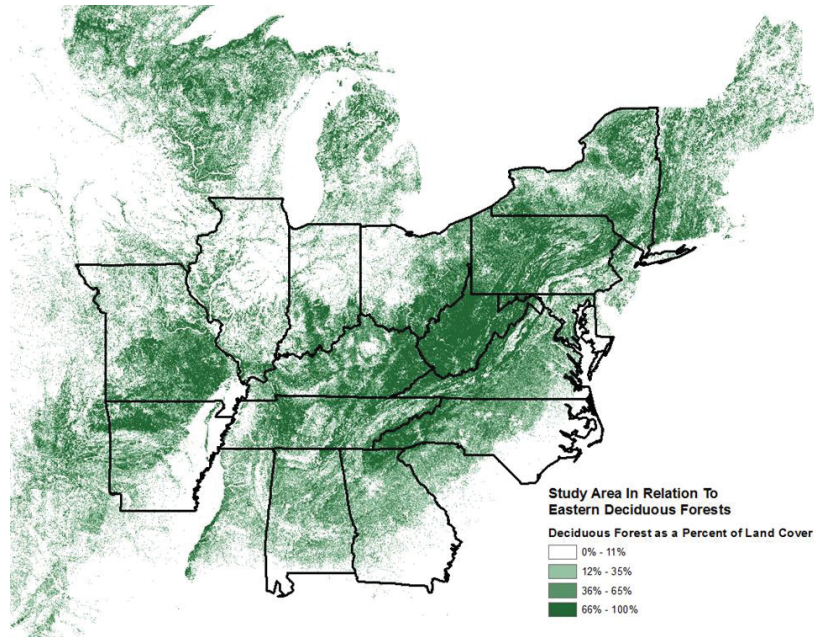 Study Area In Relation To
Eastern Deciduous Forests
Deciduous Forest as a Percent of Land Cover
0% - 11%
12% - 35%
36% - 65%
66% - 100%